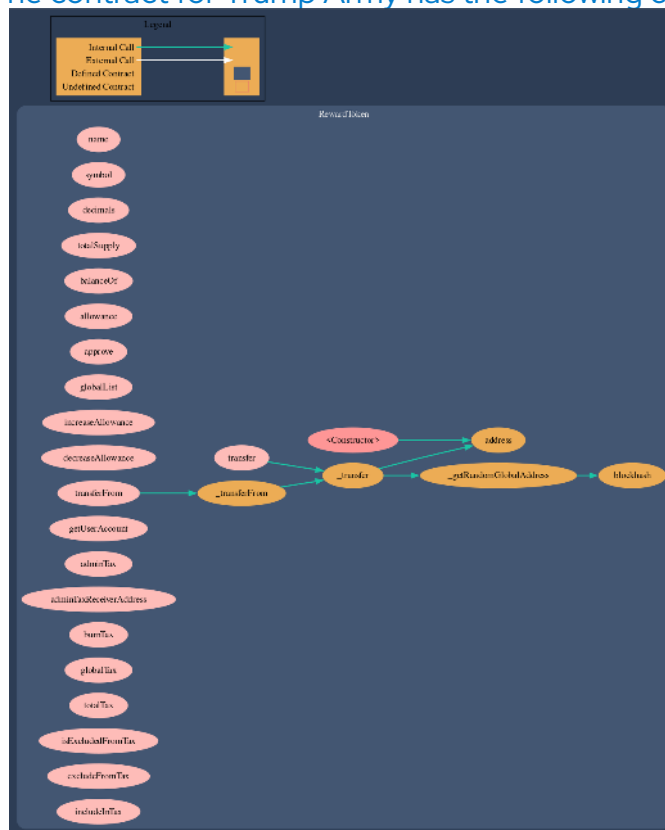 The contract for Trump Army has the following
Legend
Internal Call
External Call
Defined Contract
Undefined Contract
RewardToken
name
symbol
decimals
totalSupply
balanceOf
allowance
approve
globalList
increaseAllowance
decreaseAllowance
<Constructor>
address
transfer
_transfer
_getRandomGlobalAddress
blockhash
transferFrom
_transferFrom
getUserAccount
adminTax
adminTaxReceiverAddress
burnTax
globalTax
totalTax
isExcludedFromTax
excludeFromTax
includeInTax